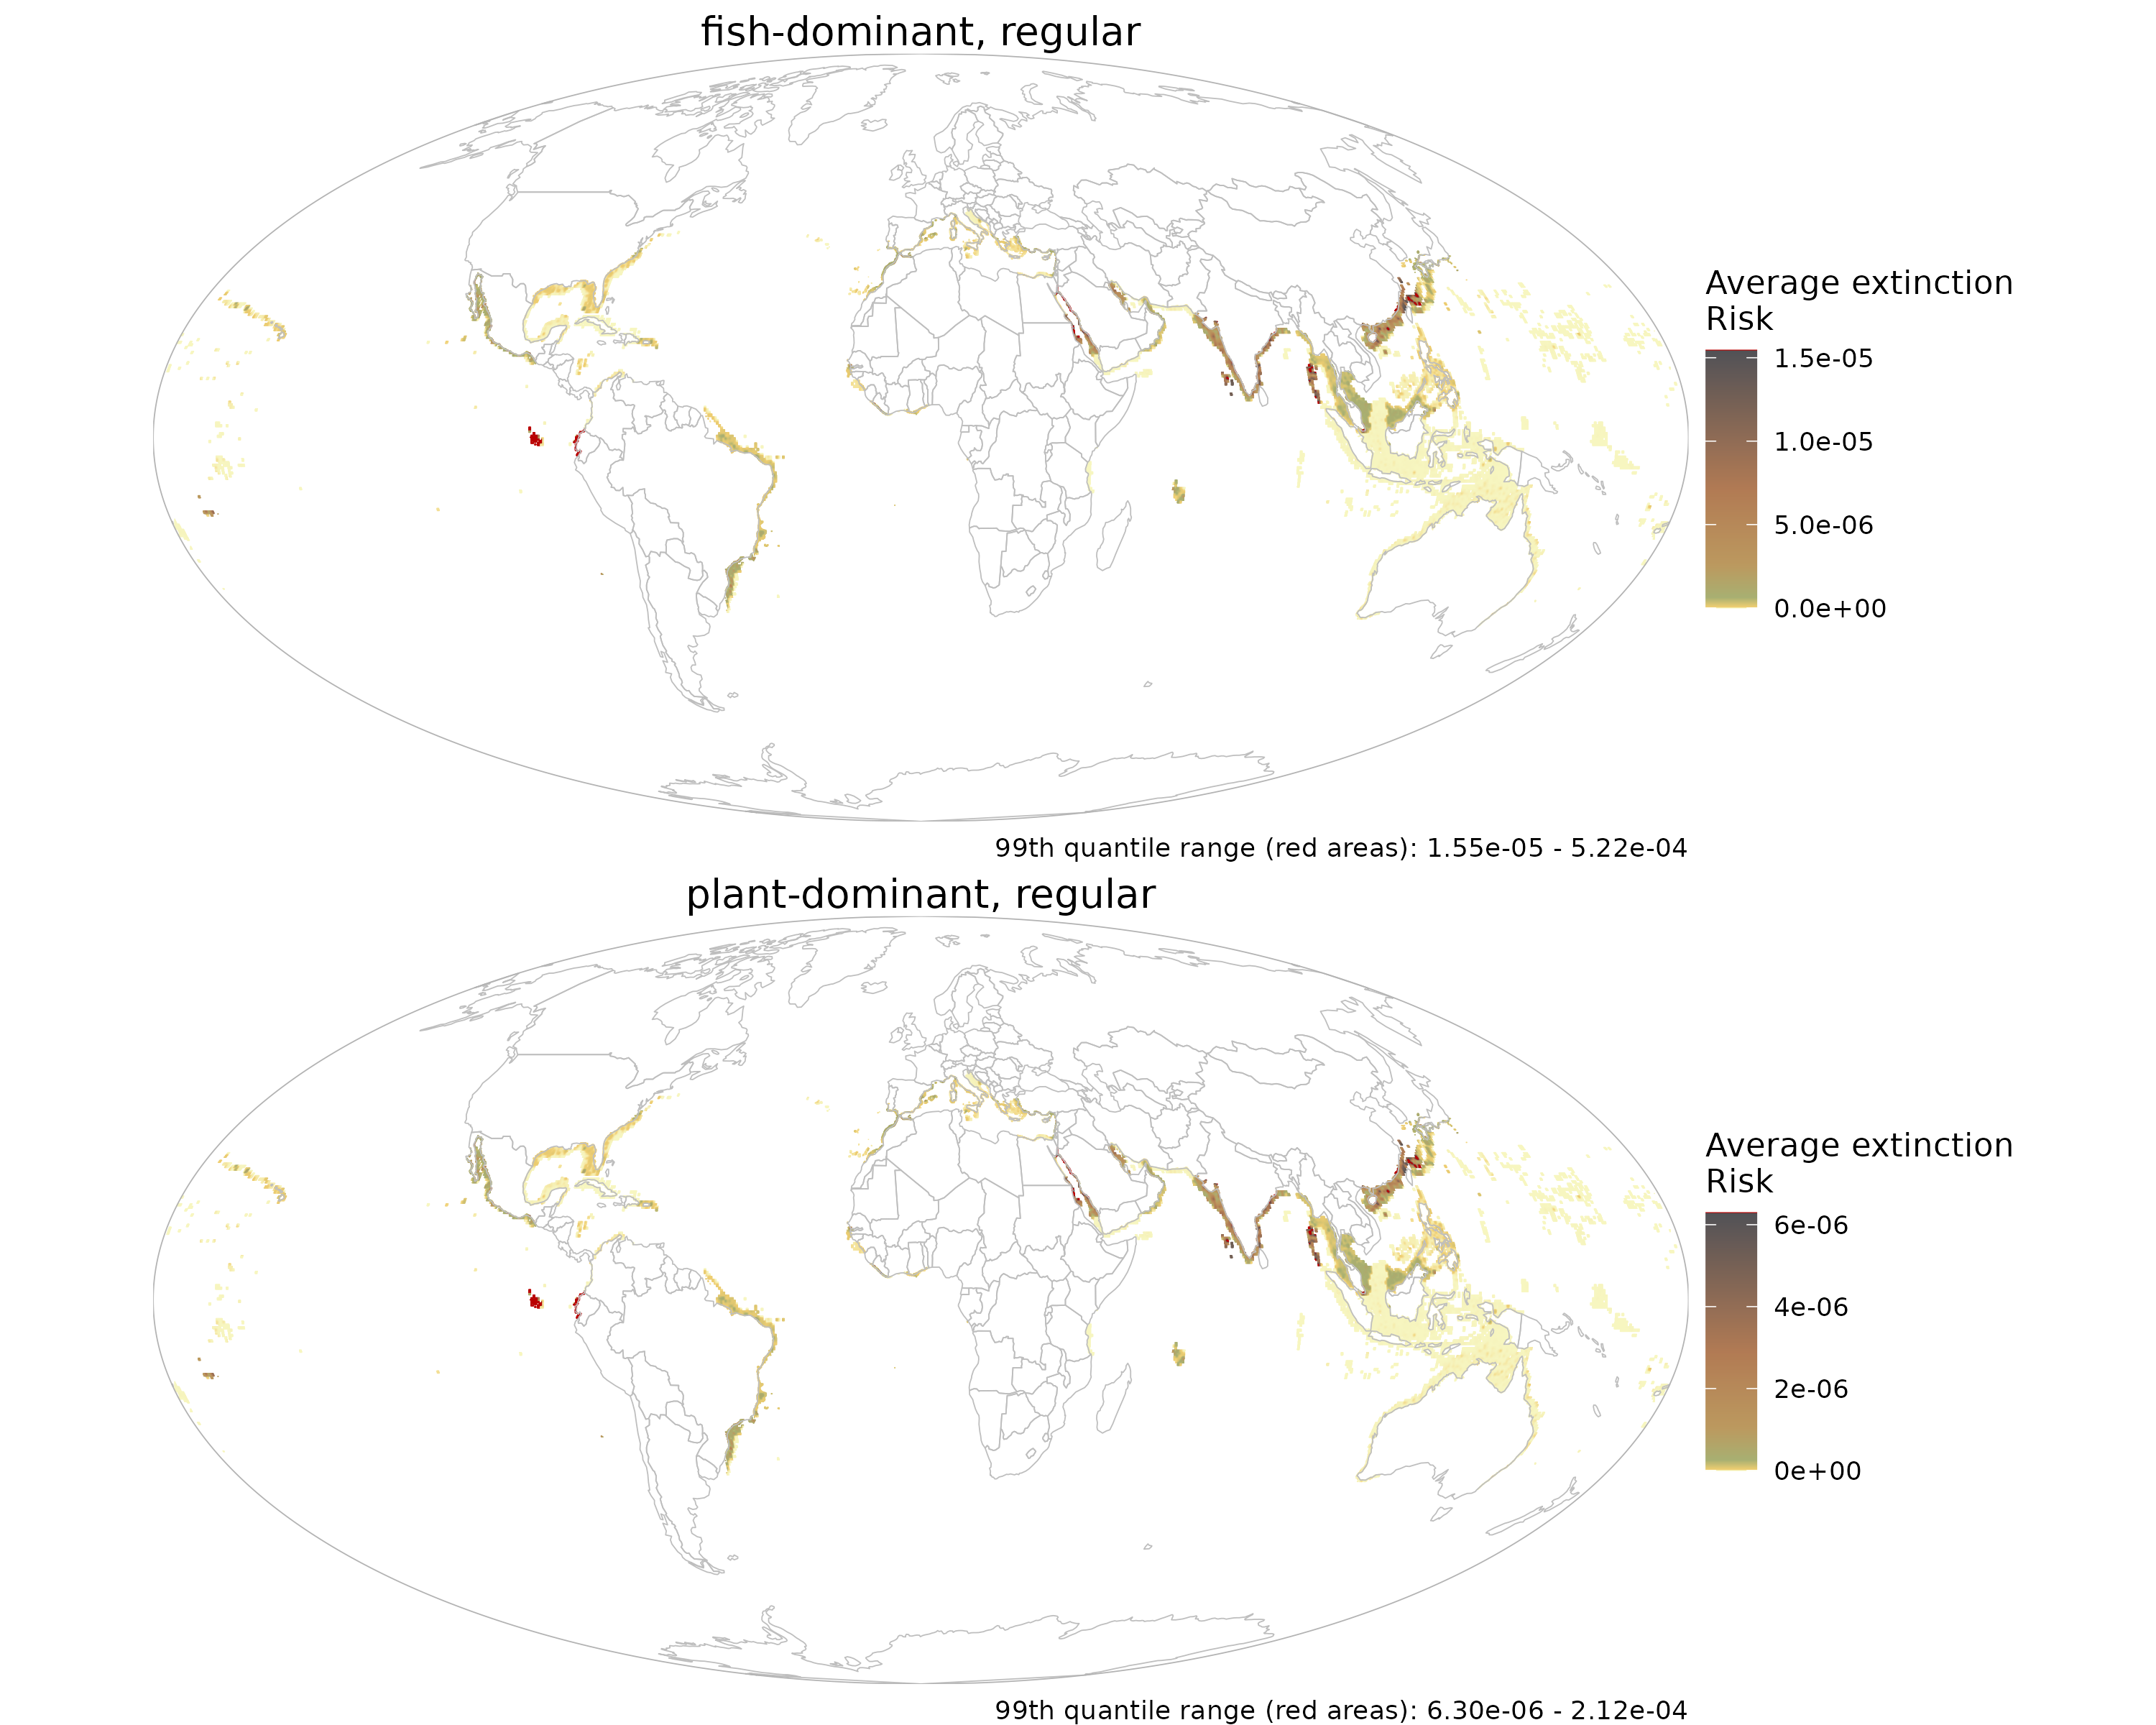 fish-dominant, regular
Average extinction
Risk
1.5e-05
1.0e-05
5.0e-06
0.0e+00
99th quantile range (red areas): 1.55e-05 - 5.22e-04
plant-dominant, regular
Average extinction
Risk
6e-06
4e-06
2e-06
0e+00
99th quantile range (red areas): 6.30e-06 - 2.12e-04